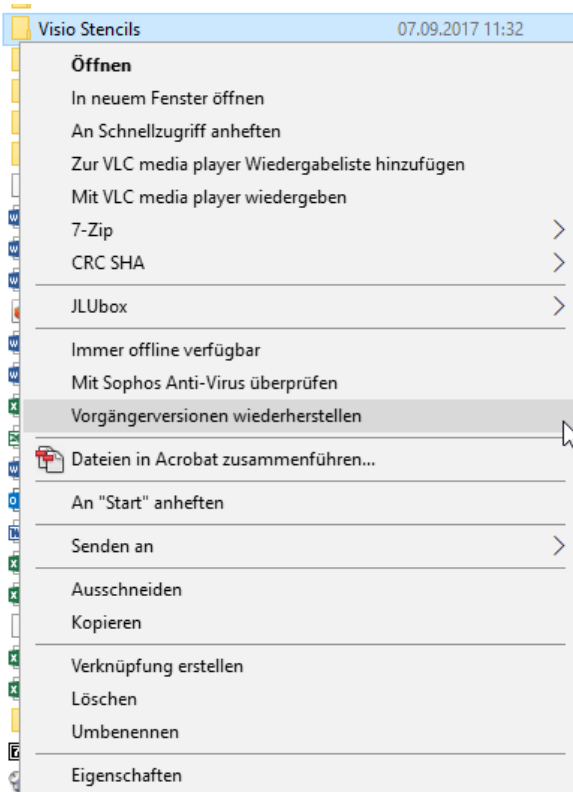 Visio Stencils 07.09.2017 11:32
Öffnen
In neuem Fenster öffnen
An Schnellzugriff anheften
Zur VLC media player Wiedergabeliste hinzufügen
Mit VLC media player wiedergeben
7-Zip
CRC SHA
JLUbox
Immer offline verfügbar
Mit Sophos Anti-Virus überprüfen
Vorgängerversionen wiederherstellen
Dateien in Acrobat zusammenführen...
An "Start" anheften
Senden an
Ausschneiden
Kopieren
Verknüpfung erstellen
Löschen
Umbenennen
Eigenschaften